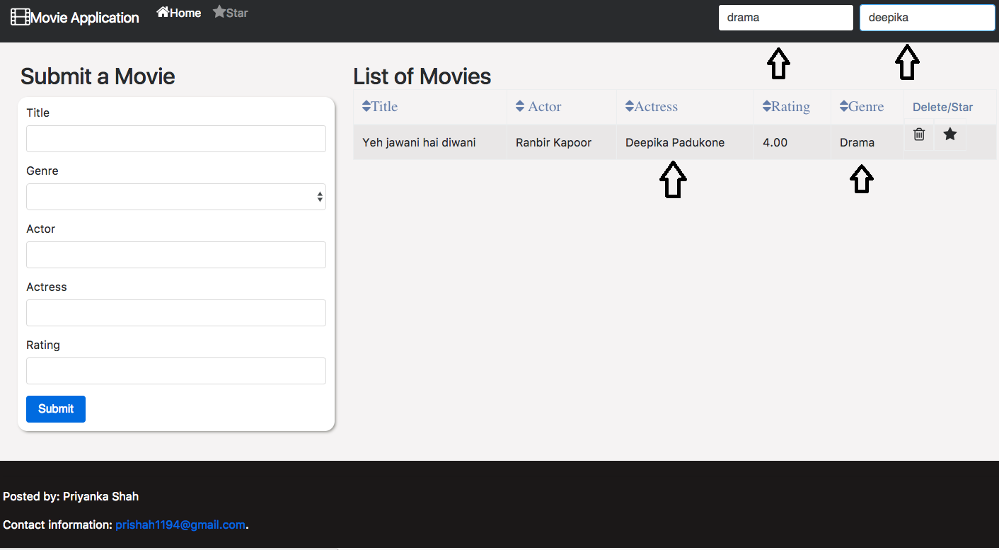 Movie Application Home Star drama deepika
Submit a Movie
Title
Genre
Actor
Actress
Rating
Submit
List of Movies
Title Actor Actress Rating Genre Delete/Star
Yeh jawani hai diwani Ranbir Kapoor Deepika Padukone 4.00 Drama
Posted by: Priyanka Shah
Contact information: prishah1194@gmail.com.